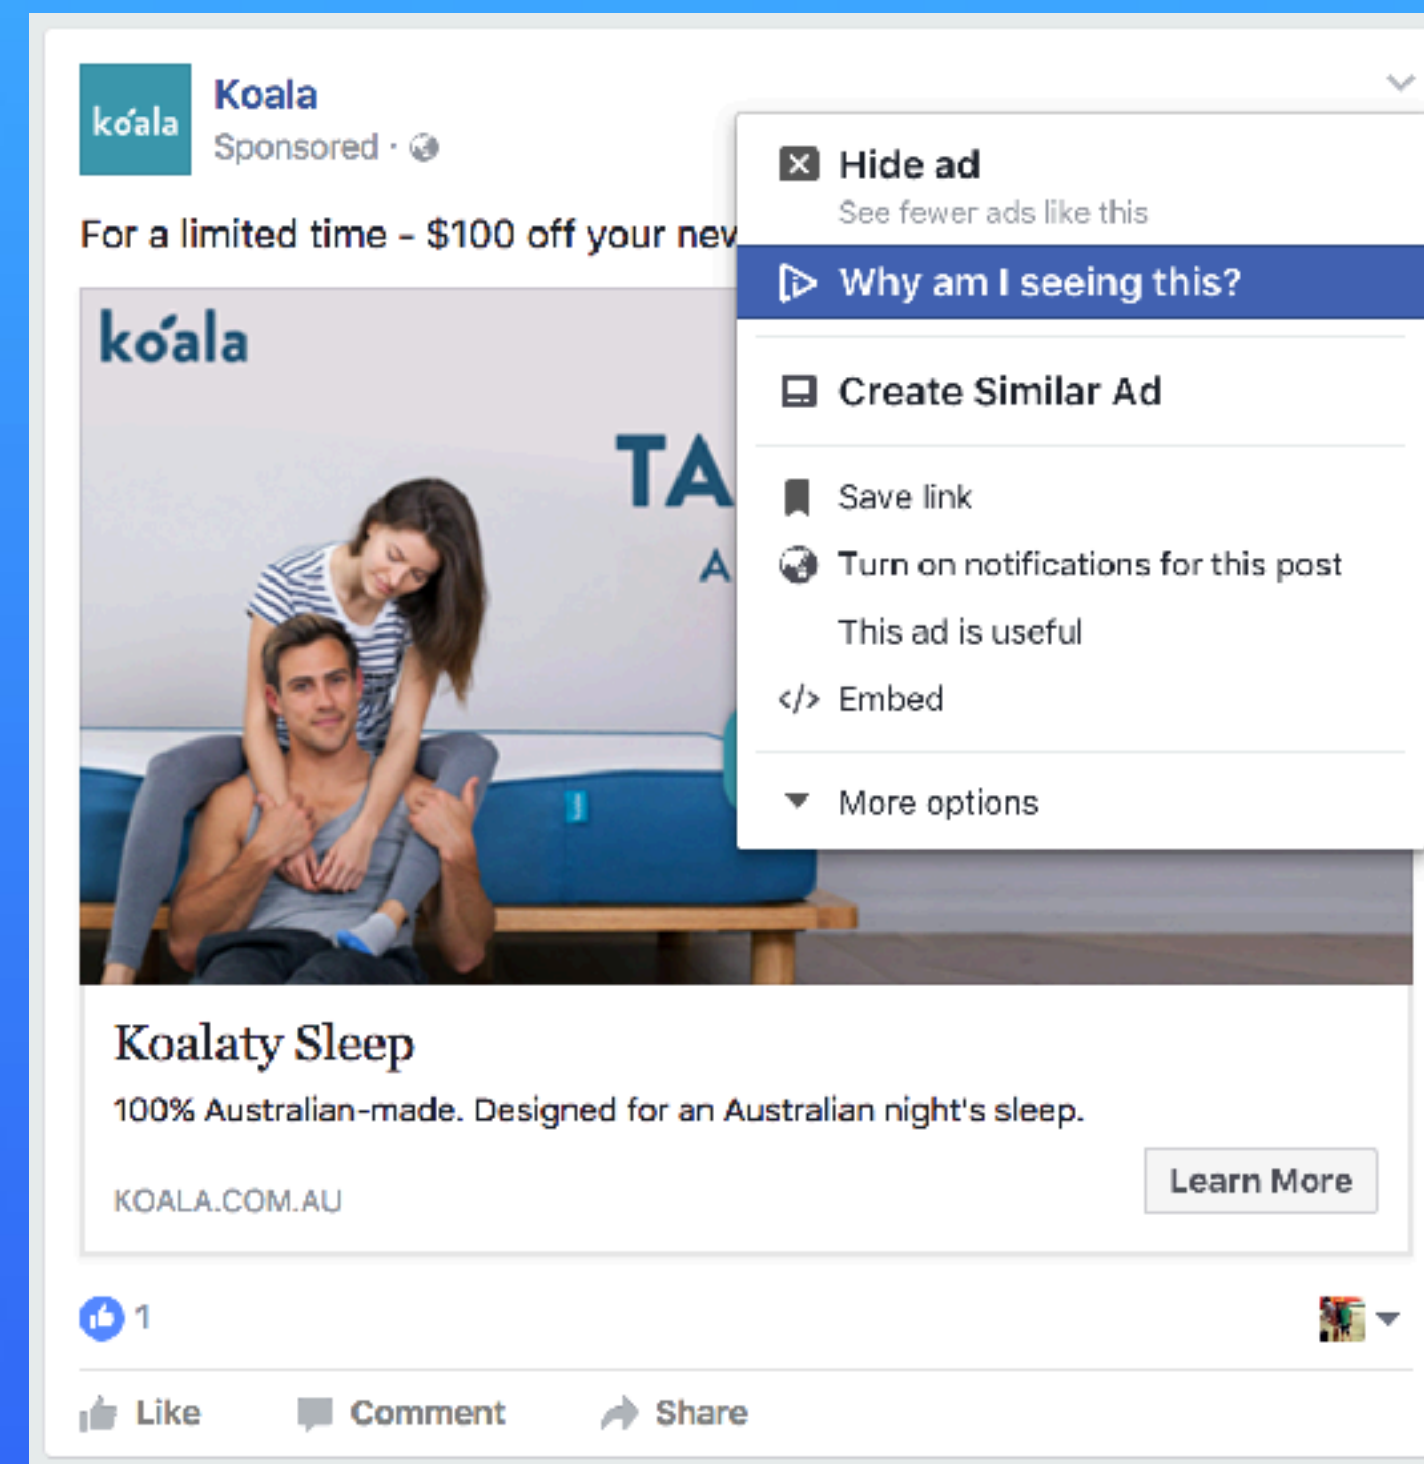 koala
Koala
Sponsored ·
For a limited time - $100 off your
koala
TA
A
Hide ad
See fewer ads like this
Why am I seeing this?
Create Similar Ad
Save link
Turn on notifications for this post
This ad is useful
</> Embed
More options
Koalaty Sleep
100% Australian-made. Designed for an Australian night's sleep.
KOALA.COM.AU
Learn More
1
Like Comment Share